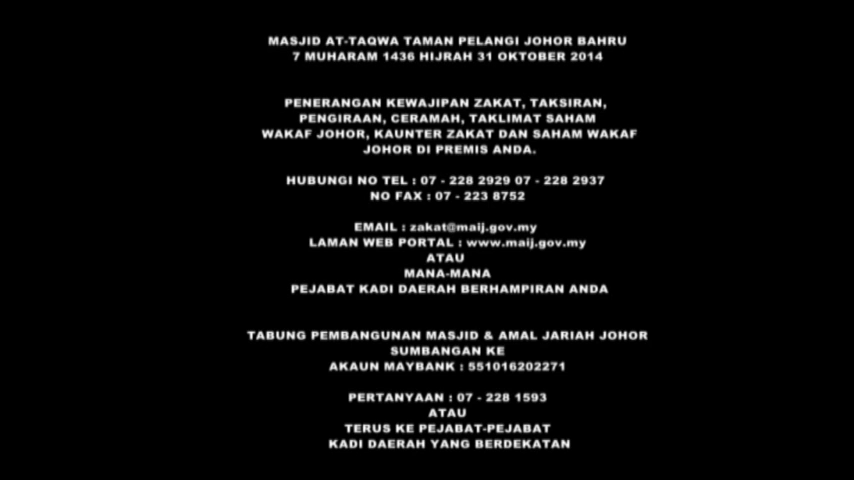 MASJID AT-TAQWA TAMAN PELANGI JOHOR BAHRU
7 MUHARAM 1436 HIJRAH 31 OKTOBER 2014
PENERANGAN KEWAJIPAN ZAKAT, TAKSIRAN,
PENGIRAAN, CERAMAH, TAKLIMAT SAHAM
WAKAF JOHOR, KAUNTER ZAKAT DAN SAHAM WAKAF
JOHOR DI PREMIS ANDA.
HUBUNGI NO TEL : 07 - 228 2929 07 - 228 2937
NO FAX : 07 - 223 8752
EMAIL : zakat@maij.gov.my
LAMAN WEB PORTAL : www.maij.gov.my
ATAU
MANA-MANA
PEJABAT KADI DAERAH BERHAMPIRAN ANDA
TABUNG PEMBANGUNAN MASJID & AMAL JARIAH JOHOR
SUMBANGAN KE
AKAUN MAYBANK : 551016202271
PERTANYAAN : 07 - 228 1593
ATAU
TERUS KE PEJABAT-PEJABAT
KADI DAERAH YANG BERDEKATAN